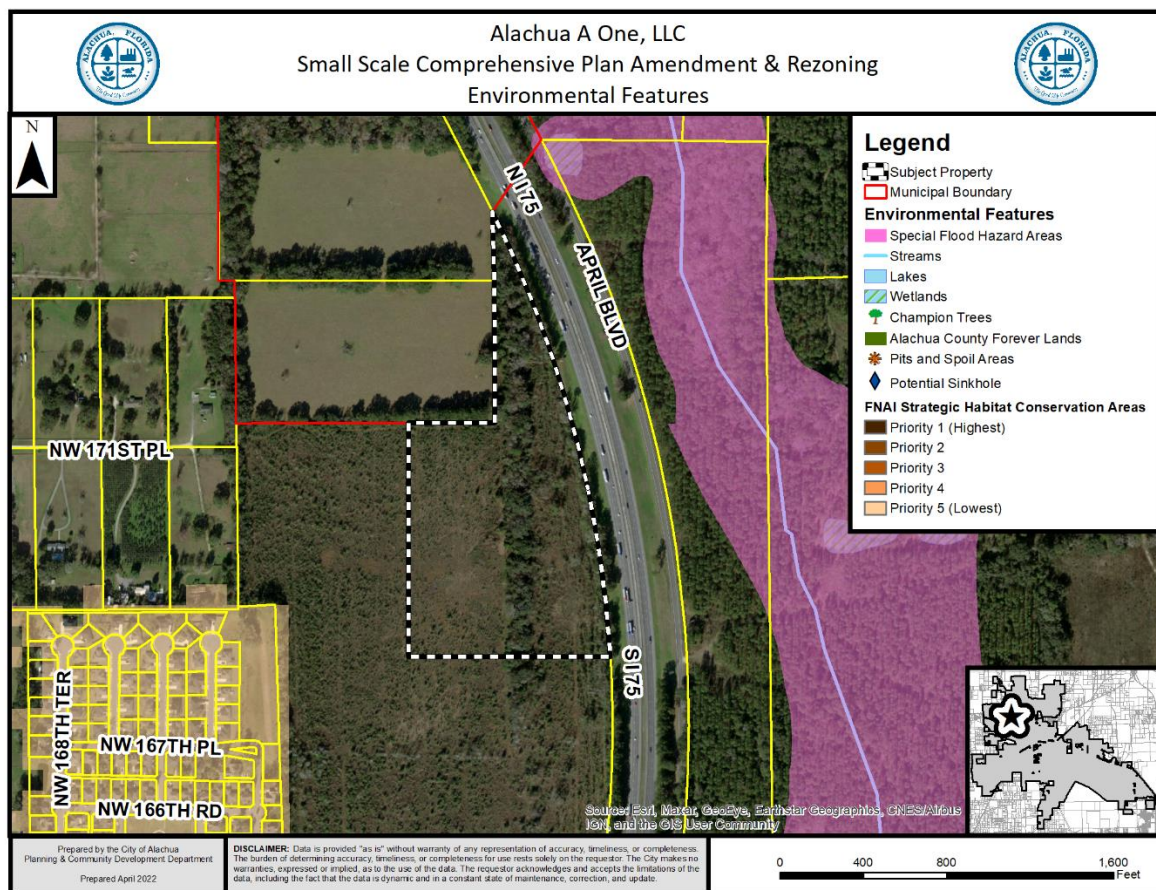 Alachua A One, LLC
Small Scale Comprehensive Plan Amendment & Rezoning
Environmental Features
ALACHUA, FLORIDA
ALACHUA, FLORIDA
N
N I 75
APRIL BLVD
S I 75
NW 171ST PL
NW 168TH TER
NW 167TH PL
NW 166TH RD
Legend
Subject Property
Municipal Boundary
Environmental Features
Special Flood Hazard Areas
Streams
Lakes
Wetlands
Champion Trees
Alachua County Forever Lands
Pits and Spoil Areas
Potential Sinkhole
FNAI Strategic Habitat Conservation Areas
Priority 1 (Highest)
Priority 2
Priority 3
Priority 4
Priority 5 (Lowest)
Source: Esri, Maxar, GeoEye, Earthstar Geographics, CNES/Airbus
IGN, and the GIS User Community
Prepared by the City of Alachua
Planning & Community Development Department
Prepared April 2022
DISCLAIMER: Data is provided "as is" without warranty of any representation of accuracy, timeliness, or completeness.
The burden of determining accuracy, timeliness, or completeness for use rests solely on the requestor. The City makes no
warranties, expressed or implied, as to the use of the data. The requestor acknowledges and accepts the limitations of the
data, including the fact that the data is dynamic and in a constant state of maintenance, correction, and update.
0 400 800 1,600
Feet